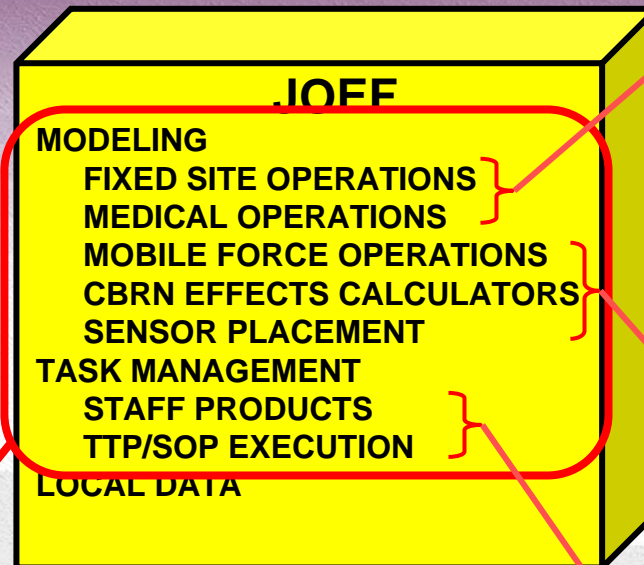 JOEF
MODELING
FIXED SITE OPERATIONS
MEDICAL OPERATIONS
MOBILE FORCE OPERATIONS
CBRN EFFECTS CALCULATORS
SENSOR PLACEMENT
TASK MANAGEMENT
STAFF PRODUCTS
TTP/SOP EXECUTION
LOCAL DATA